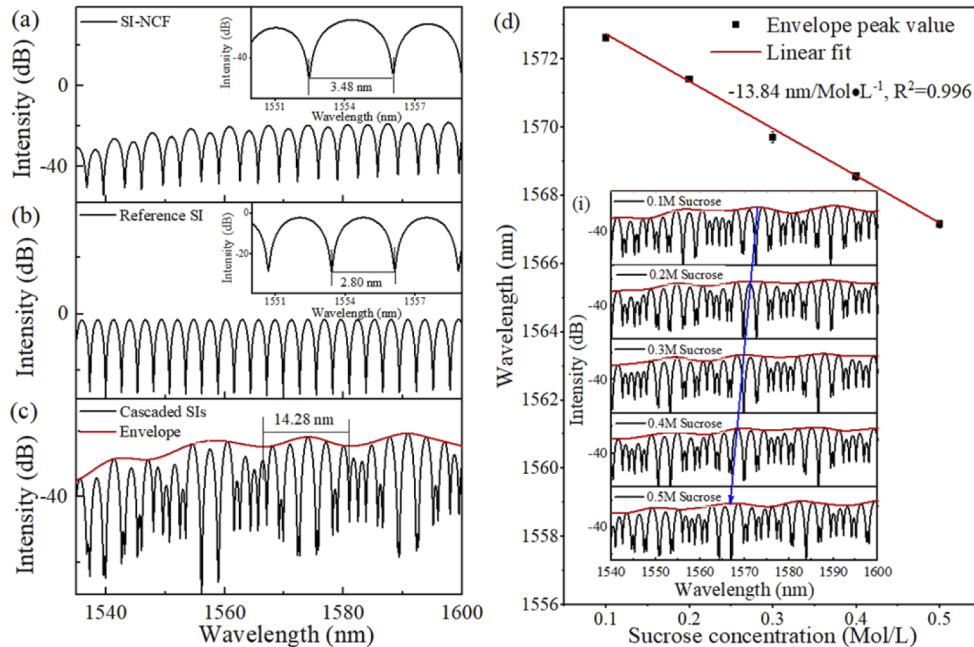 (a)
SI-NCF
Intensity (dB)
0
-40
Intensity (dB)
-40
3.48 nm
1551 1554 1557
Wavelength (nm)
(b)
Reference SI
Intensity (dB)
0
Intensity (dB)
0
-20
2.80 nm
1551 1554 1557
Wavelength (nm)
(c)
Cascaded SIs
Envelope
14.28 nm
Intensity (dB)
-40
1540 1560 1580 1600
Wavelength (nm)
(d)
Envelope peak value
Linear fit
-13.84 nm/Mol●L⁻¹, R²=0.996
Wavelength (nm)
1572
1570
1568
1566
1564
1562
1560
1558
1556
(i)
Intensity (dB)
0.1M Sucrose
-40
0.2M Sucrose
-40
0.3M Sucrose
-40
0.4M Sucrose
-40
0.5M Sucrose
-40
1540 1550 1560 1570 1580 1590 1600
Wavelength (nm)
0.1 0.2 0.3 0.4 0.5
Sucrose concentration (Mol/L)